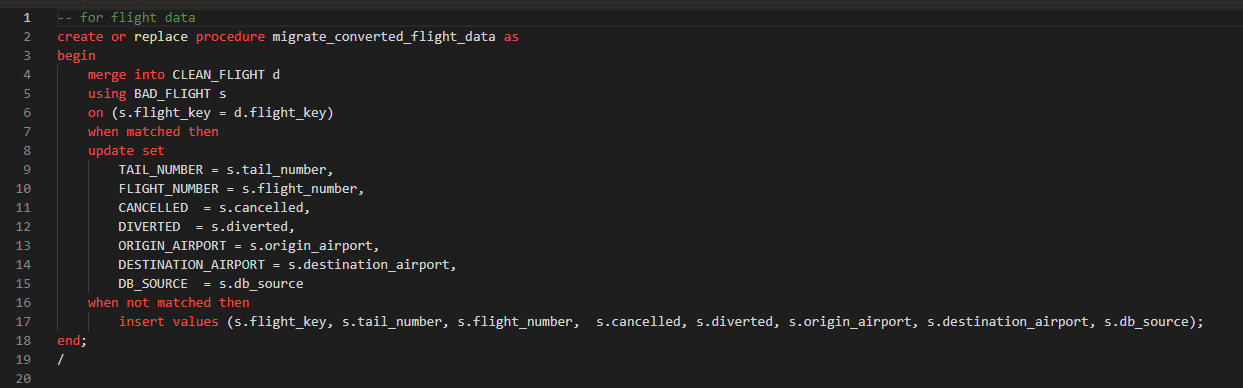 1 -- for flight data
2 create or replace procedure migrate_converted_flight_data as
3 begin
4 merge into CLEAN_FLIGHT d
5 using BAD_FLIGHT s
6 on (s.flight_key = d.flight_key)
7 when matched then
8 update set
9 TAIL_NUMBER = s.tail_number,
10 FLIGHT_NUMBER = s.flight_number,
11 CANCELLED  = s.cancelled,
12 DIVERTED  = s.diverted,
13 ORIGIN_AIRPORT = s.origin_airport,
14 DESTINATION_AIRPORT = s.destination_airport,
15 DB_SOURCE  = s.db_source
16 when not matched then
17 insert values (s.flight_key, s.tail_number, s.flight_number,  s.cancelled, s.diverted, s.origin_airport, s.destination_airport, s.db_source);
18 end;
19 /
20